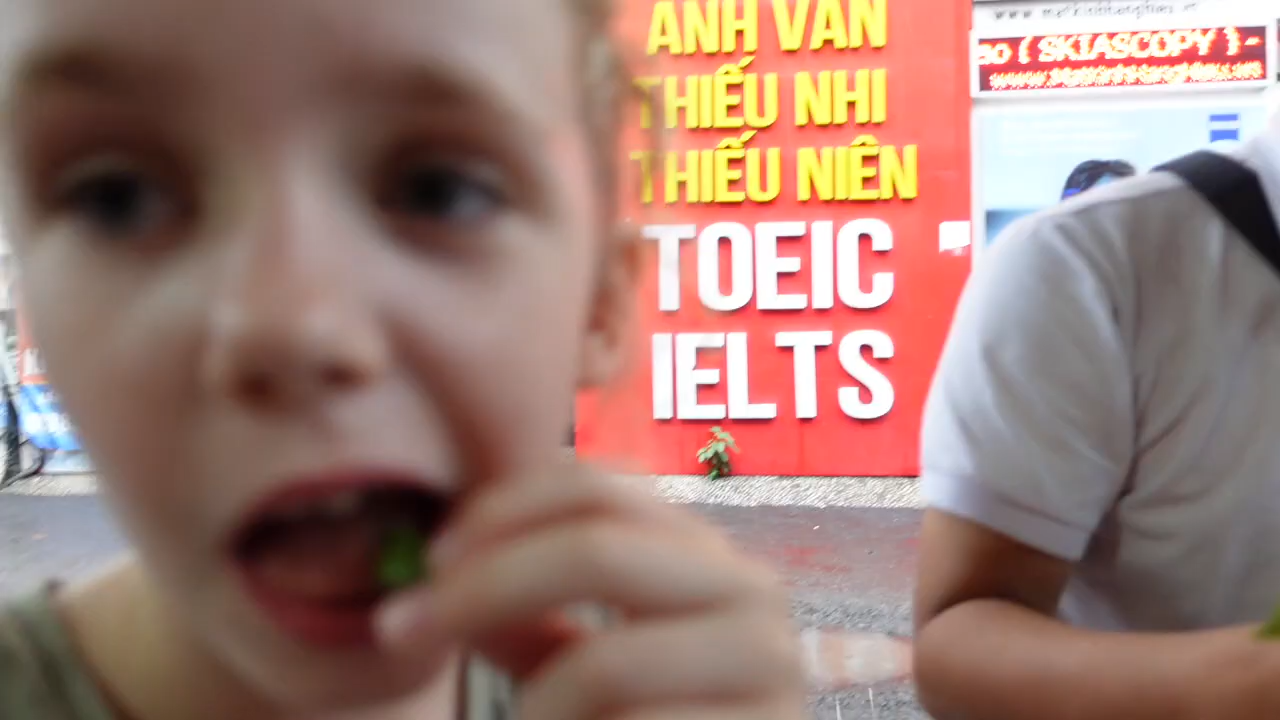 ANH VĂN
THIẾU NHI
THIẾU NIÊN
TOEIC
IELTS
( SKIASCOPY ) -